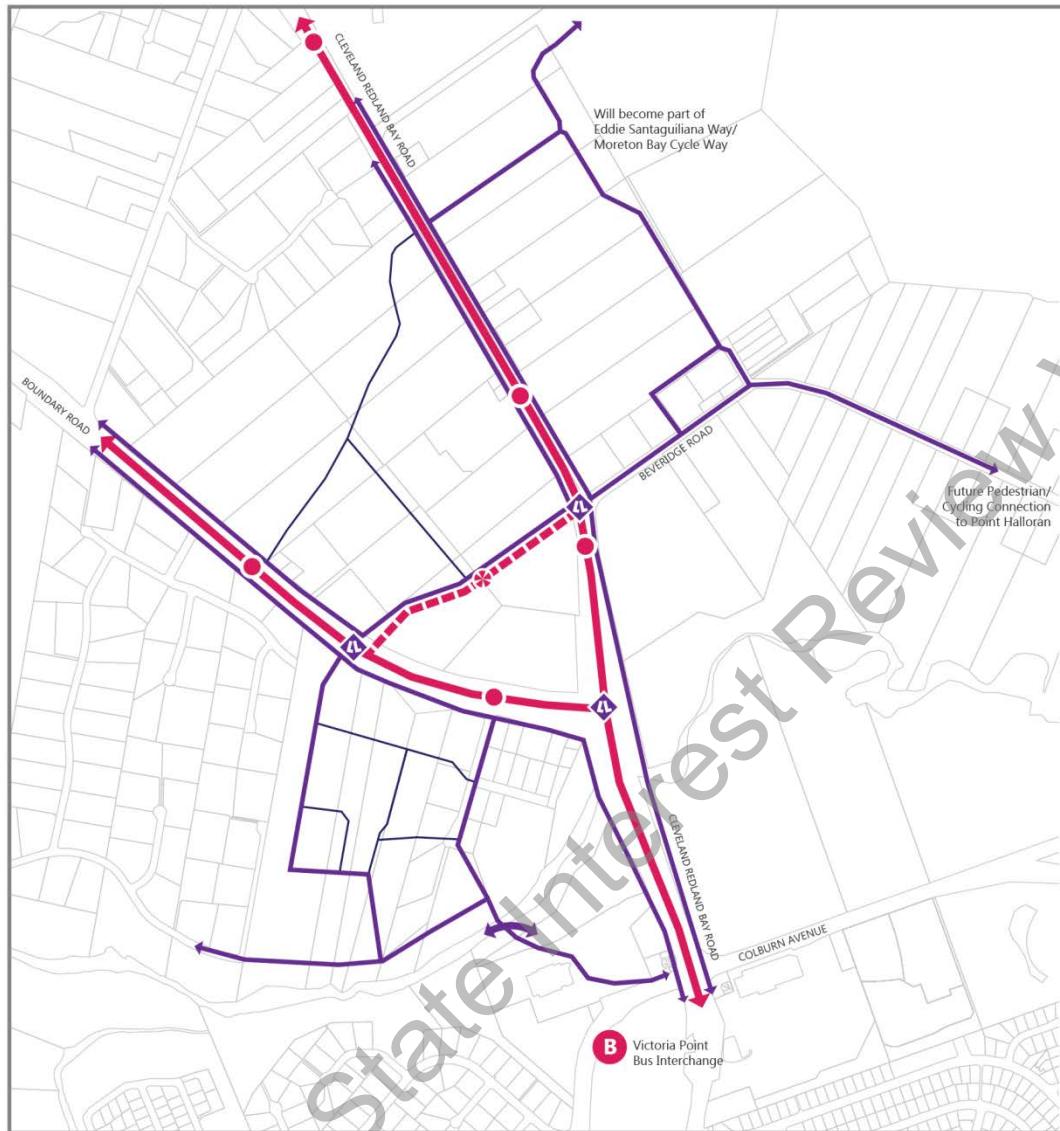 CLEVELAND REDLAND BAY ROAD
Will become part of
Eddie Santaguiliana Way/
Moreton Bay Cycle Way
BOUNDARY ROAD
BEVERIDGE ROAD
Future Pedestrian/
Cycling Connection
to Point Halloran
CLEVELAND REDLAND BAY ROAD
COLBURN AVENUE
B
Victoria Point
Bus Interchange
State Interest Review